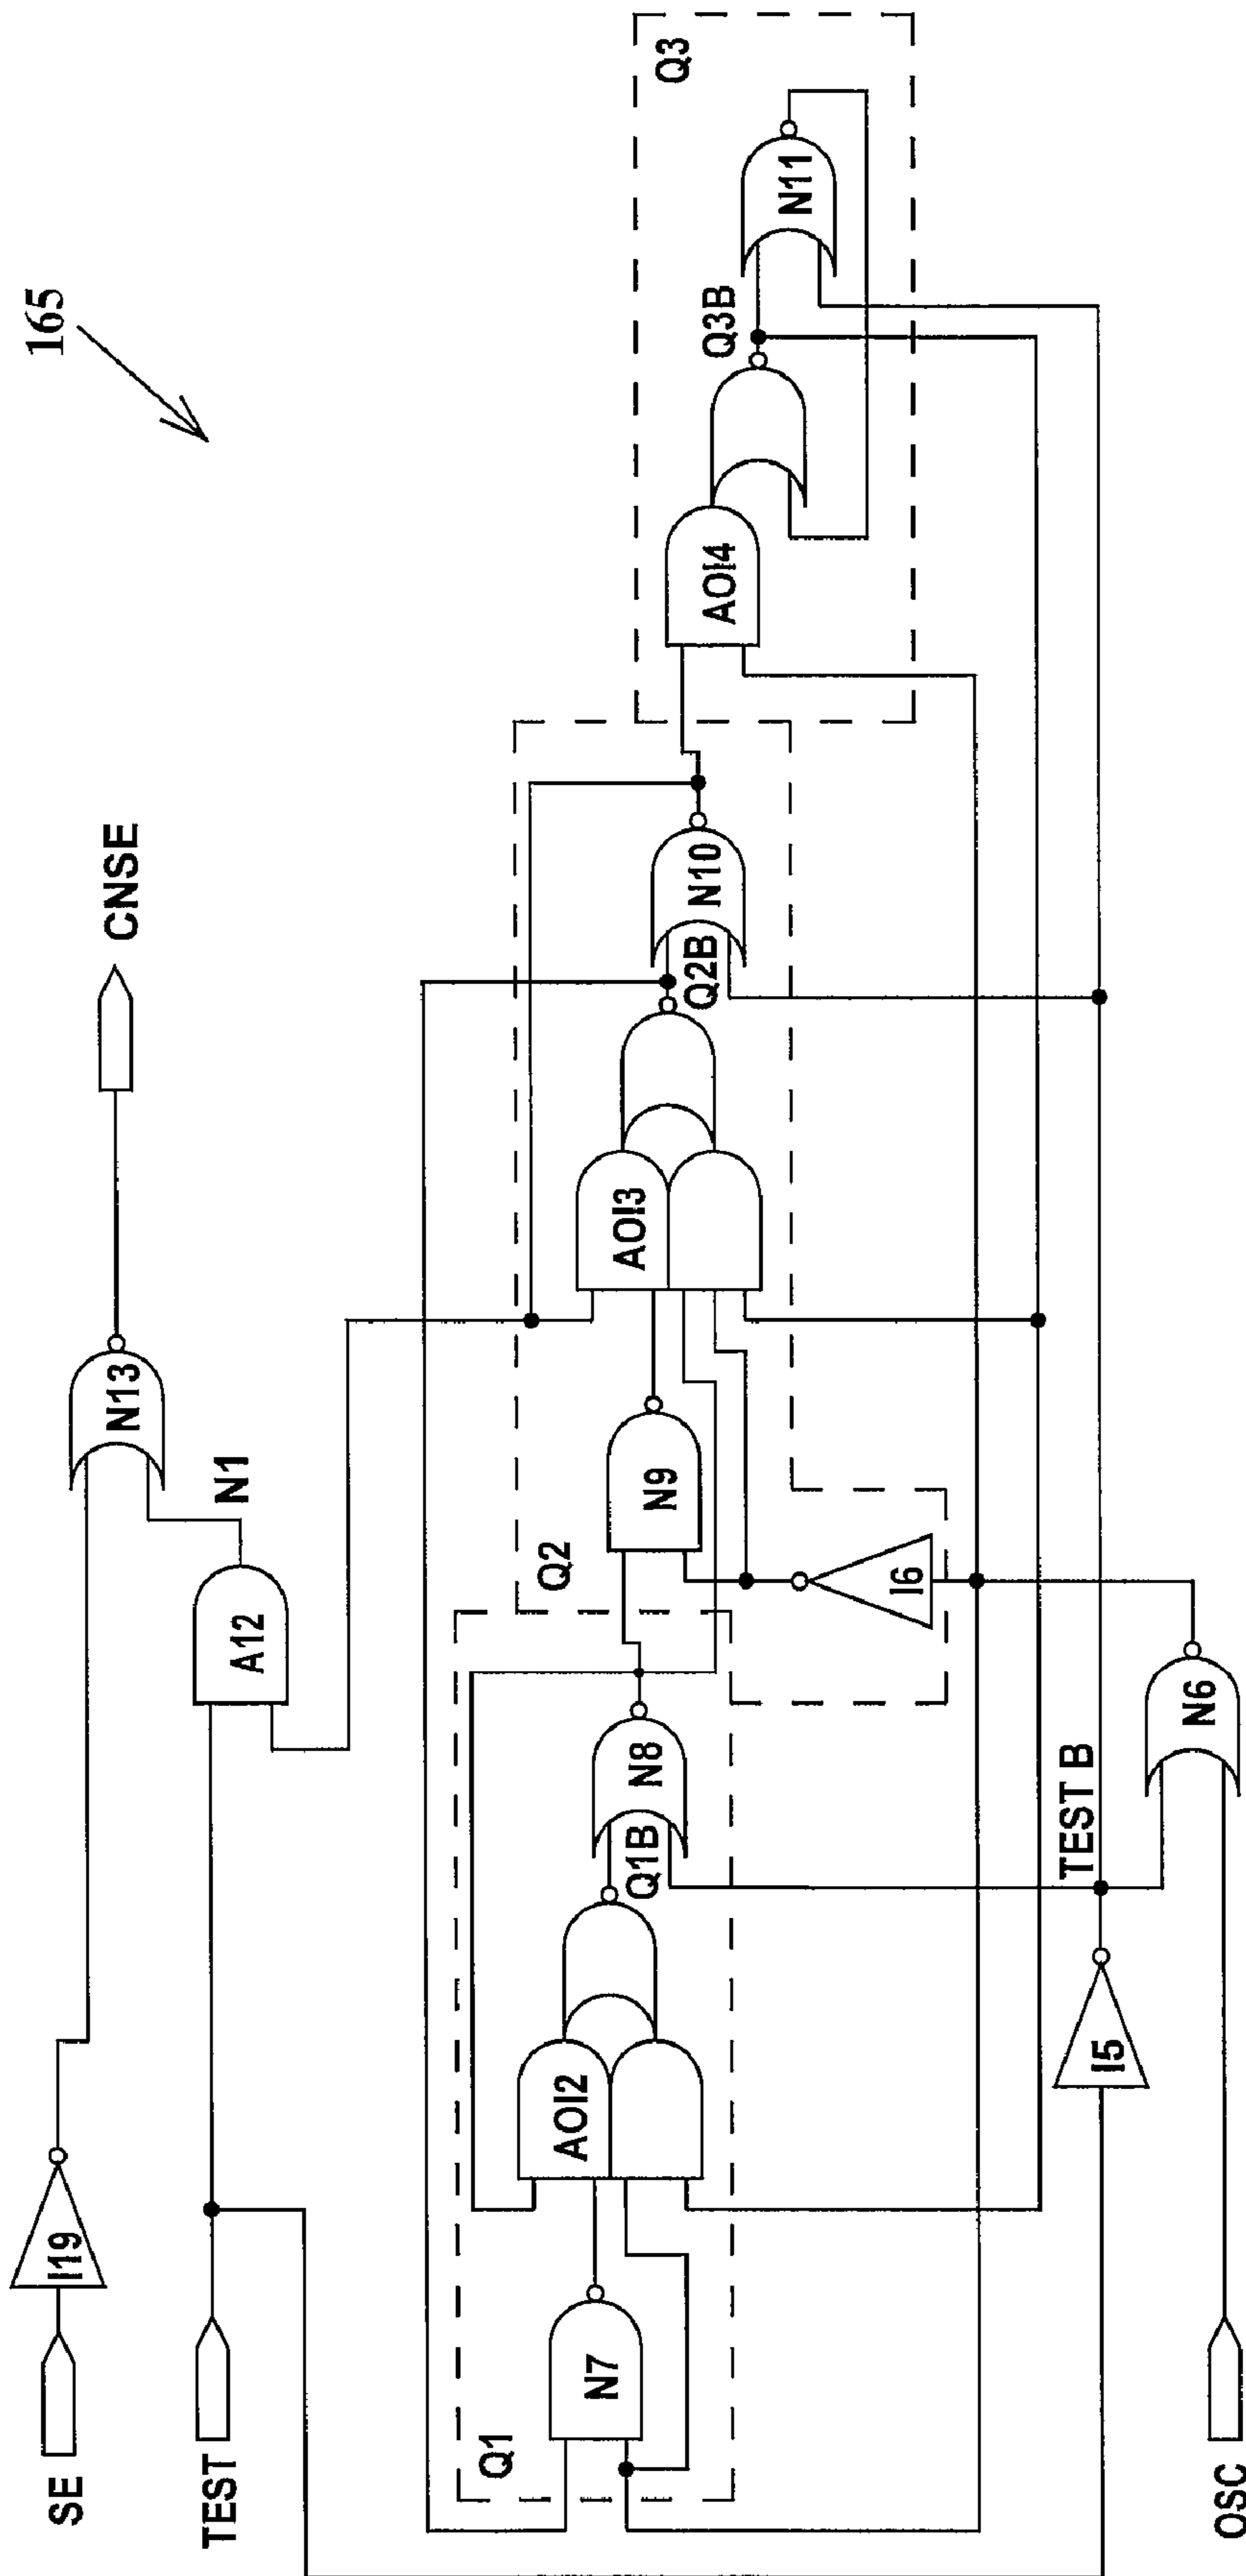 165
SE
I19
TEST
A12
N1
N13
CNSE
Q1
N7
AOI2
Q1B
N8
Q2
N9
I6
AOI3
Q2B
N10
AOI4
Q3B
N11
Q3
I5
TEST B
N6
OSC